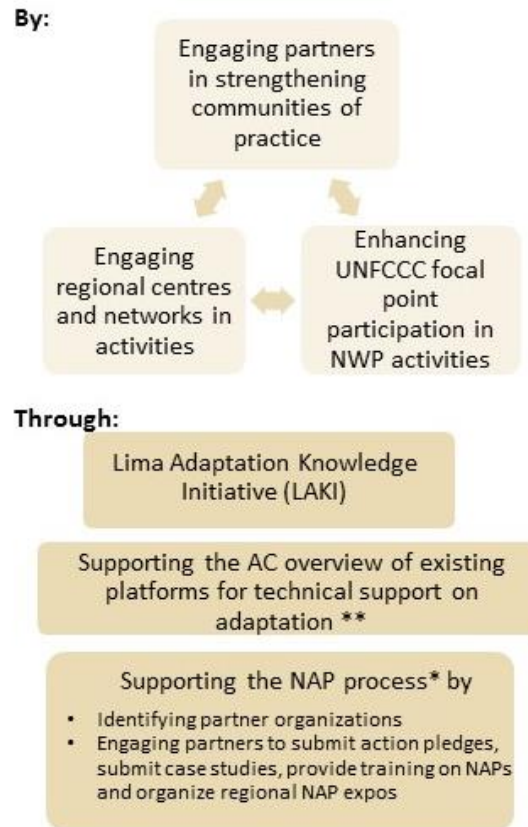 By:
Engaging partners
in strengthening
communities of
practice
Engaging
regional centres
and networks in
activities
Enhancing
UNFCCC focal
point
participation in
NWP activities
Through:
Lima Adaptation Knowledge
Initiative (LAKI)
Supporting the AC overview of existing
platforms for technical support on
adaptation **
Supporting the NAP process* by
• Identifying partner organizations
• Engaging partners to submit action pledges,
submit case studies, provide training on NAPs
and organize regional NAP expos